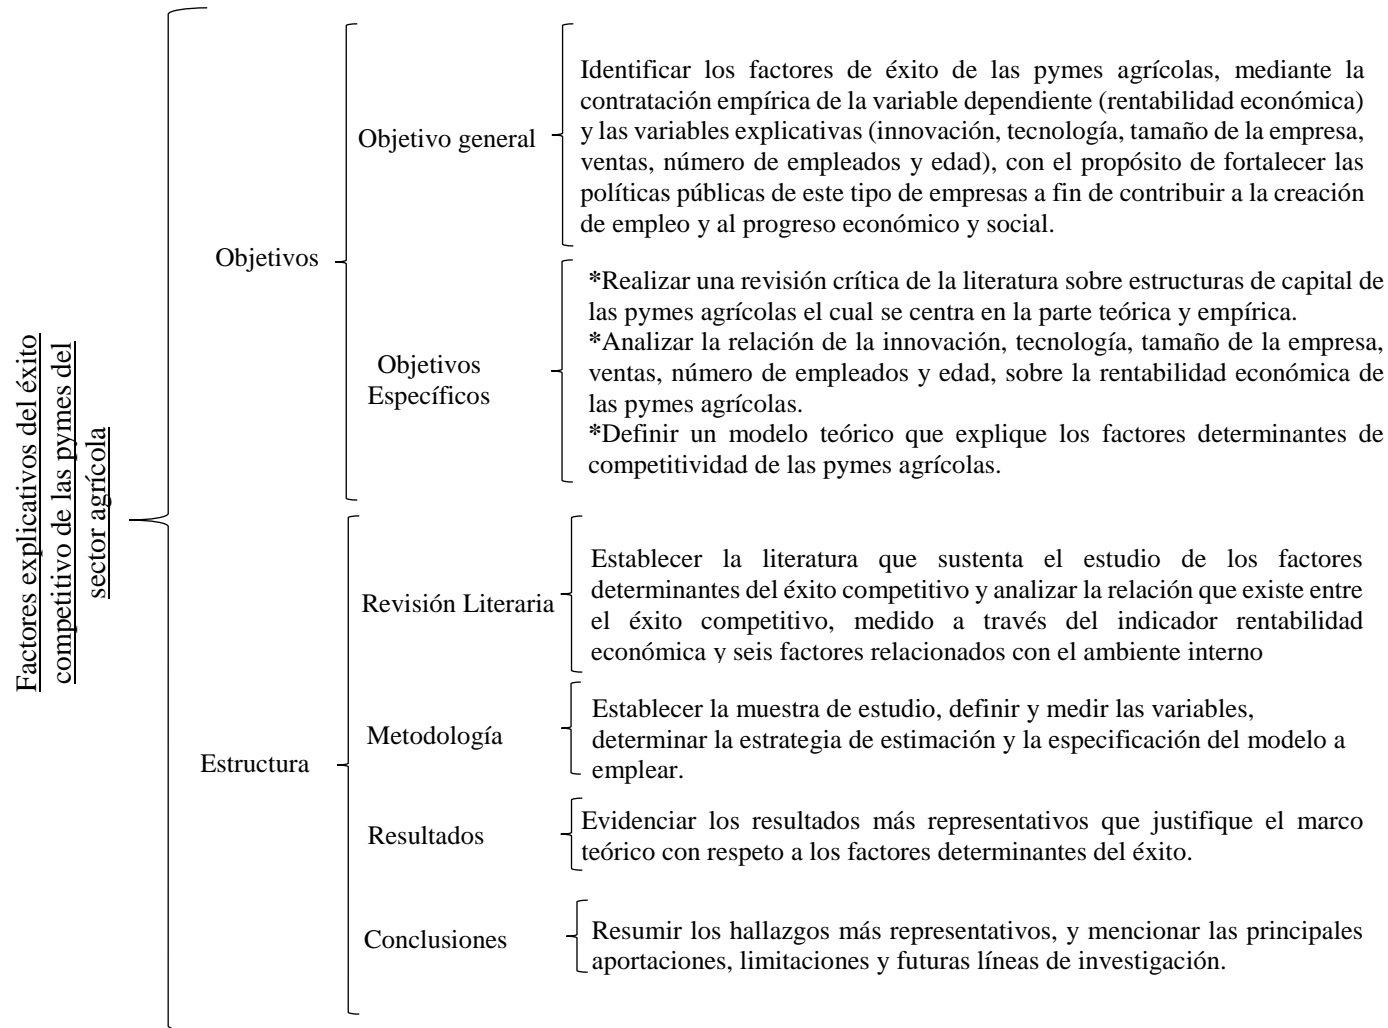 Factores explicativos del éxito
competitivo de las pymes del
sector agrícola
Objetivos
Objetivo general
Identificar los factores de éxito de las pymes agrícolas, mediante la
contratación empírica de la variable dependiente (rentabilidad económica)
y las variables explicativas (innovación, tecnología, tamaño de la empresa,
ventas, número de empleados y edad), con el propósito de fortalecer las
políticas públicas de este tipo de empresas a fin de contribuir a la creación
de empleo y al progreso económico y social.
Objetivos
Específicos
*Realizar una revisión crítica de la literatura sobre estructuras de capital de
las pymes agrícolas el cual se centra en la parte teórica y empírica.
*Analizar la relación de la innovación, tecnología, tamaño de la empresa,
ventas, número de empleados y edad, sobre la rentabilidad económica de
las pymes agrícolas.
*Definir un modelo teórico que explique los factores determinantes de
competitividad de las pymes agrícolas.
Estructura
Revisión Literaria
Establecer la literatura que sustenta el estudio de los factores
determinantes del éxito competitivo y analizar la relación que existe entre
el éxito competitivo, medido a través del indicador rentabilidad
económica y seis factores relacionados con el ambiente interno
Metodología
Establecer la muestra de estudio, definir y medir las variables,
determinar la estrategia de estimación y la especificación del modelo a
emplear.
Resultados
Evidenciar los resultados más representativos que justifique el marco
teórico con respeto a los factores determinantes del éxito.
Conclusiones
Resumir los hallazgos más representativos, y mencionar las principales
aportaciones, limitaciones y futuras líneas de investigación.